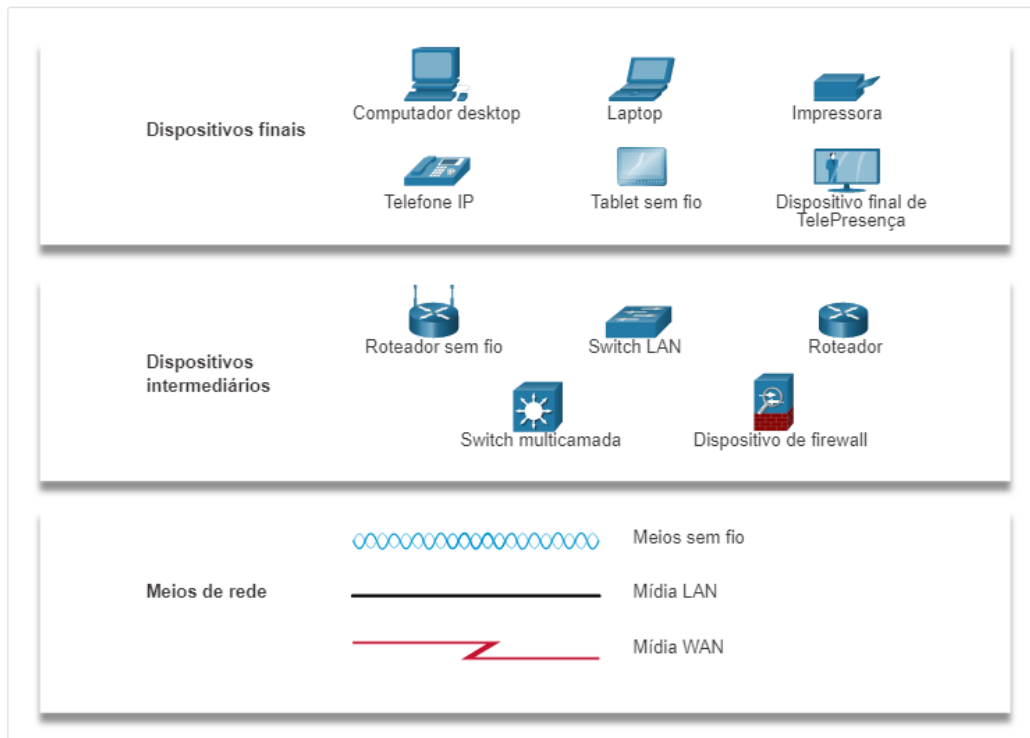 Dispositivos finais
Computador desktop
Laptop
Impressora
Telefone IP
Tablet sem fio
Dispositivo final de
TelePresença
Dispositivos
intermediários
Roteador sem fio
Switch LAN
Roteador
Switch multicamada
Dispositivo de firewall
Meios de rede
Meios sem fio
Mídia LAN
Mídia WAN